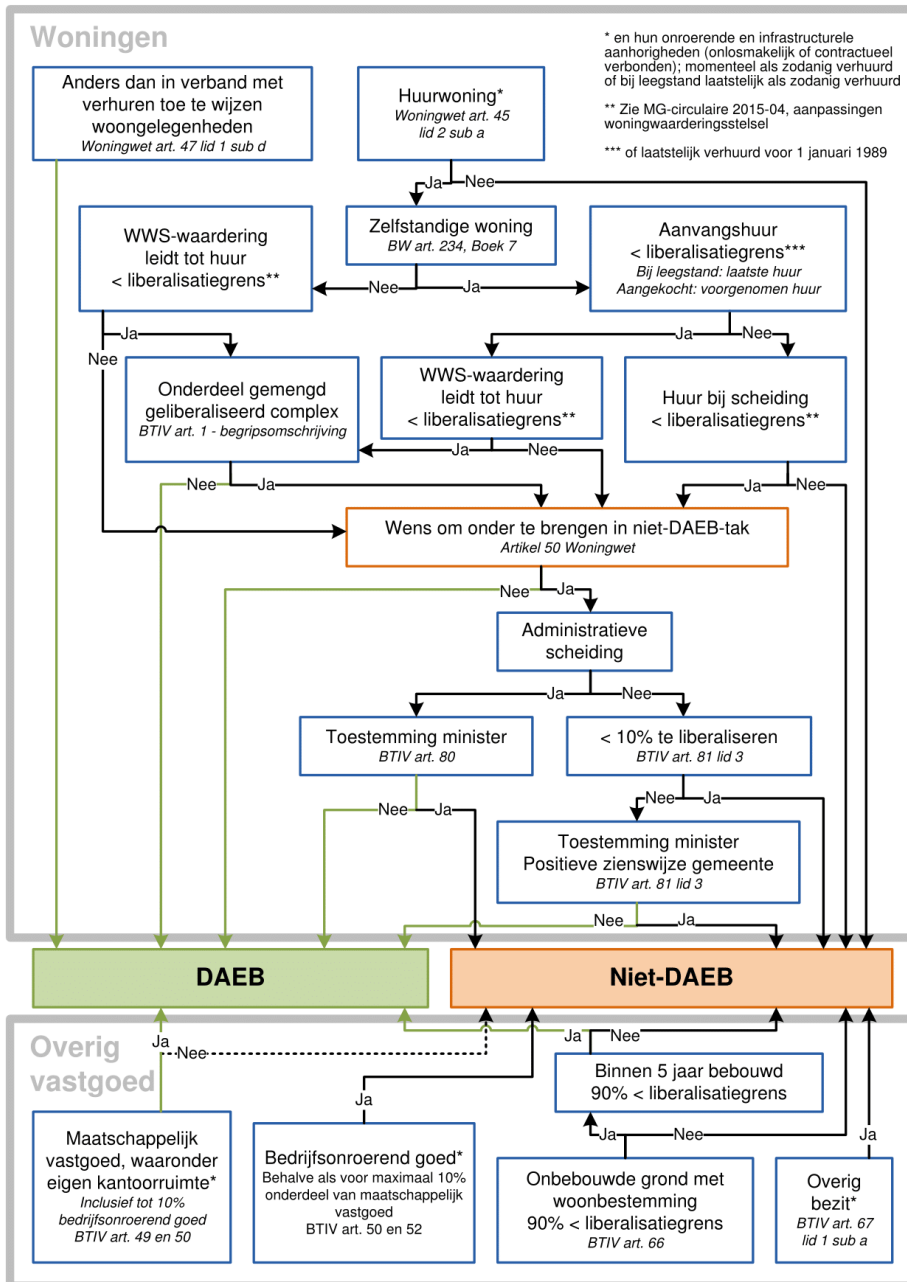 Woningen
* en hun onroerende en infrastructurele
aanhorigheden (onlosmakelijk of contractueel
verbonden); momenteel als zodanig verhuurd
of bij leegstand laatstelijk als zodanig verhuurd
** Zie MG-circulaire 2015-04, aanpassingen
woningwaarderingsstelsel
*** of laatstelijk verhuurd voor 1 januari 1989
Anders dan in verband met
verhuren toe te wijzen
woongelegenheden
Woningwet art. 47 lid 1 sub d
Huurwoning*
Woningwet art. 45
lid 2 sub a
Ja
Nee
WWS-waardering
leidt tot huur
< liberalisatiegrens**
Zelfstandige woning
BW art. 234, Boek 7
Aanvangshuur
< liberalisatiegrens***
Bij leegstand: laatste huur
Aangekocht: voorgenomen huur
Nee
Ja
Ja
Nee
Ja
Nee
Onderdeel gemengd
geliberaliseerd complex
BTIV art. 1 - begripsomschrijving
WWS-waardering
leidt tot huur
< liberalisatiegrens**
Huur bij scheiding
< liberalisatiegrens**
Ja
Nee
Nee
Ja
Ja
Nee
Wens om onder te brengen in niet-DAEB-tak
Artikel 50 Woningwet
Nee
Ja
Administratieve
scheiding
Ja
Nee
Toestemming minister
BTIV art. 80
< 10% te liberaliseren
BTIV art. 81 lid 3
Nee
Ja
Nee
Ja
Toestemming minister
Positieve zienswijze gemeente
BTIV art. 81 lid 3
Nee
Ja
DAEB
Niet-DAEB
Overig
vastgoed
Ja
Nee
Ja
Nee
Binnen 5 jaar bebouwd
90% < liberalisatiegrens
Ja
Ja
Nee
Ja
Maatschappelijk
vastgoed, waaronder
eigen kantoorruimte*
Inclusief tot 10%
bedrijfsonroerend goed
BTIV art. 49 en 50
Bedrijfsonroerend goed*
Behalve als voor maximaal 10%
onderdeel van maatschappelijk
vastgoed
BTIV art. 50 en 52
Onbebouwde grond met
woonbestemming
90% < liberalisatiegrens
BTIV art. 66
Overig
bezit*
BTIV art. 67
lid 1 sub a